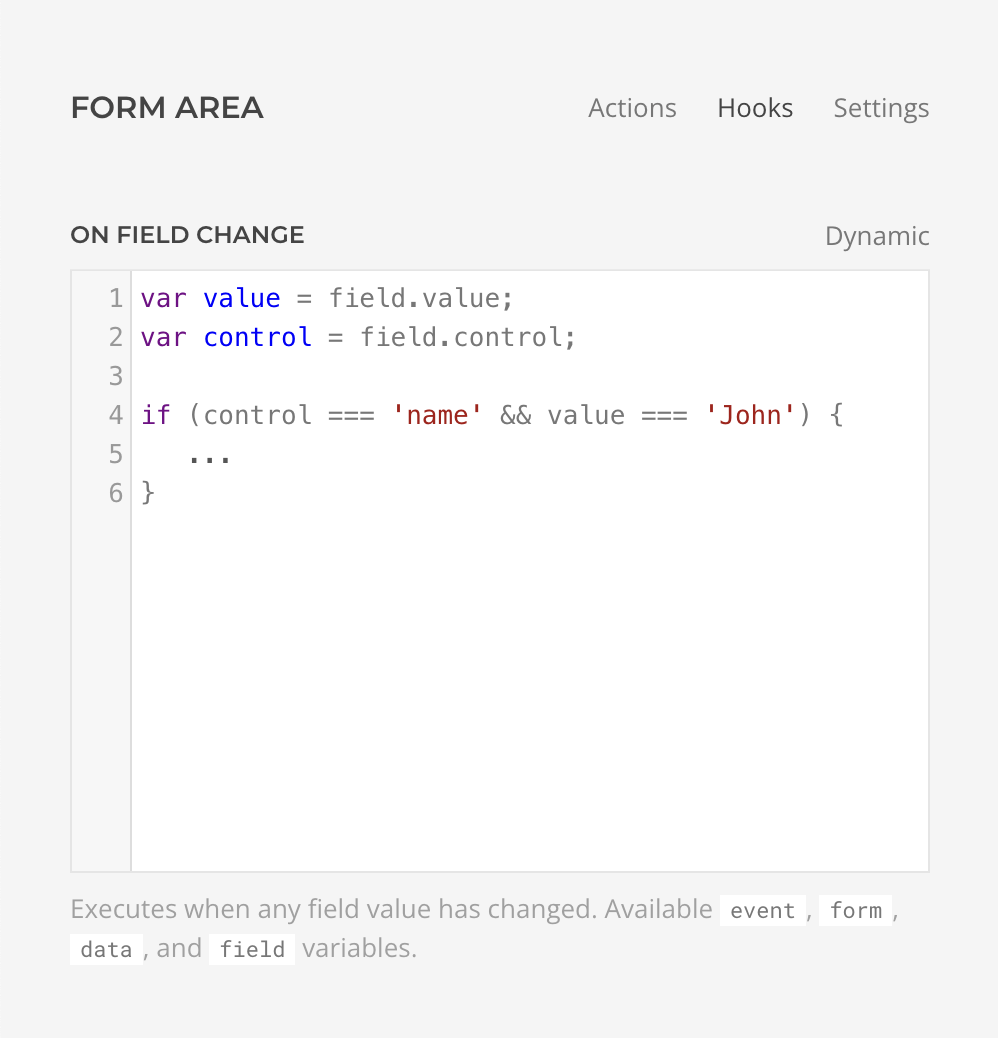 FORM AREA
Actions Hooks Settings
ON FIELD CHANGE
Dynamic
1 var value = field.value;
2 var control = field.control;
3
4 if (control === 'name' && value === 'John') {
5    ...
6 }
Executes when any field value has changed. Available event, form,
data, and field variables.